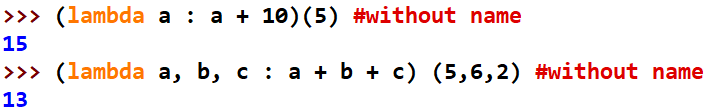 >>> (lambda a : a + 10)(5) #without name
15
>>> (lambda a, b, c : a + b + c) (5,6,2) #without name
13